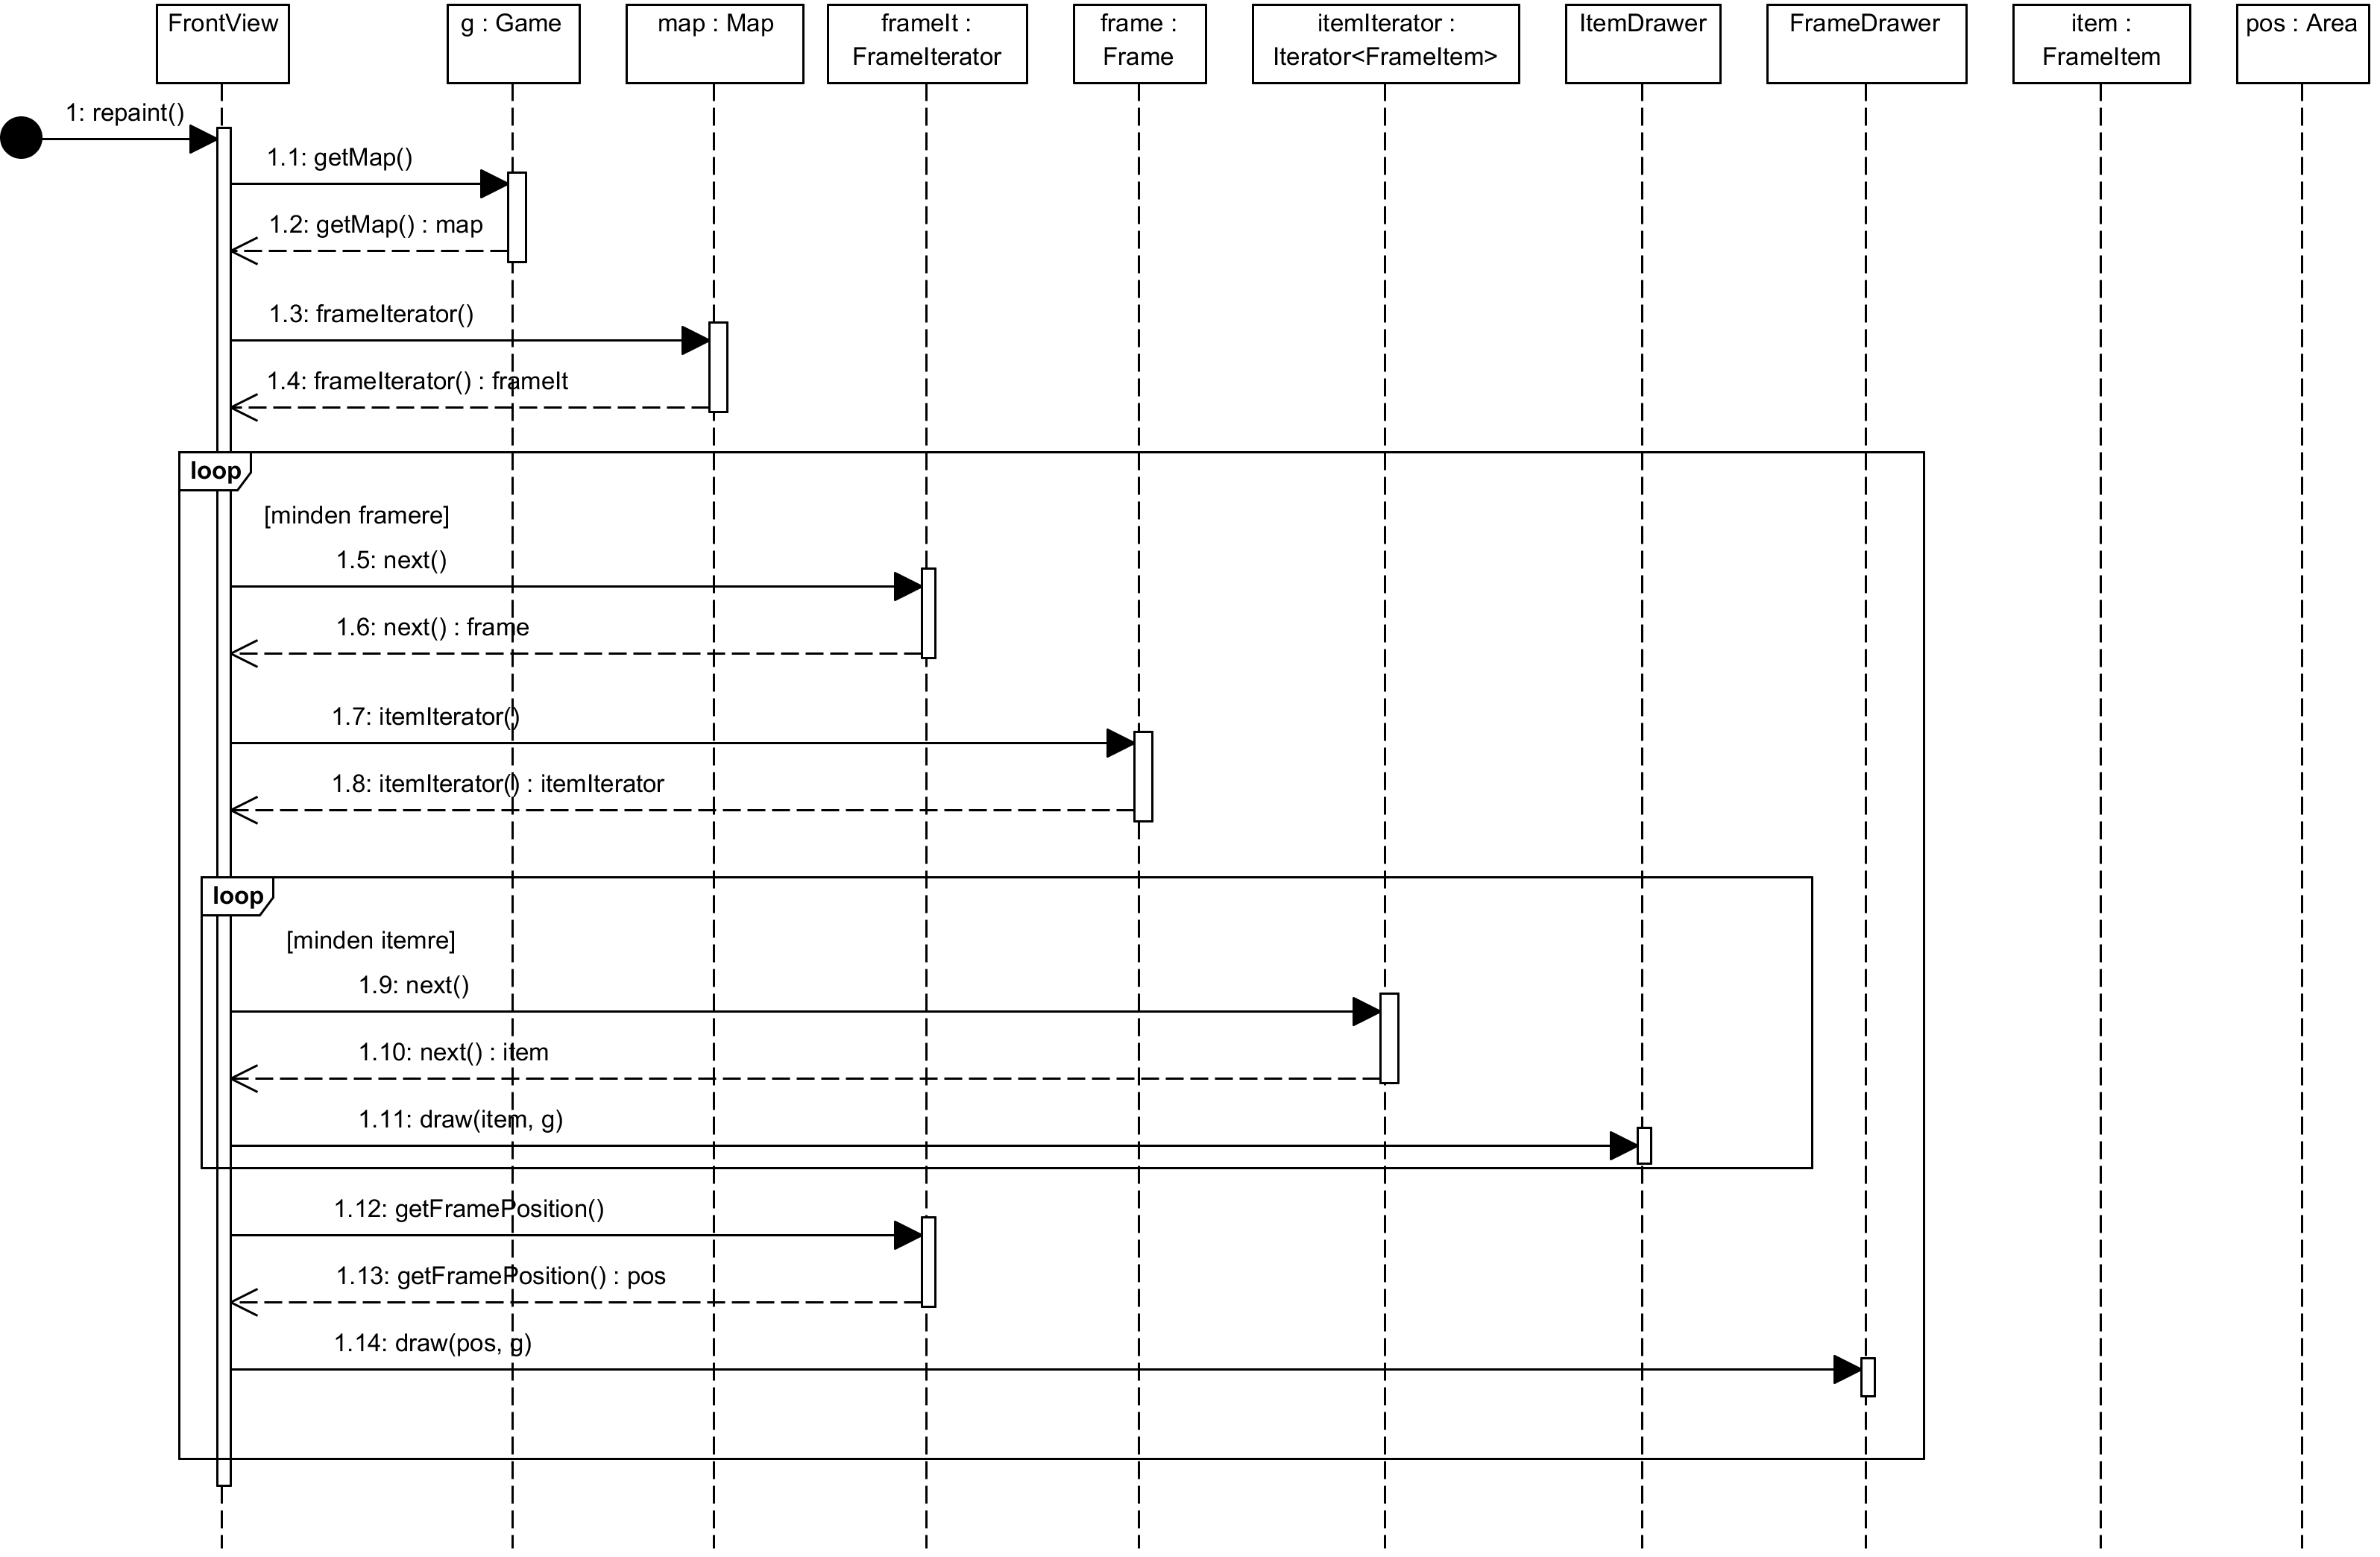 FrontView
g : Game
map : Map
frameIt :
FrameIterator
frame :
Frame
itemIterator :
Iterator<FrameItem>
ItemDrawer
FrameDrawer
item :
FrameItem
pos : Area
1: repaint()
1.1: getMap()
1.2: getMap() : map
1.3: frameIterator()
1.4: frameIterator() : frameIt
loop
[minden framere]
1.5: next()
1.6: next() : frame
1.7: itemIterator()
1.8: itemIterator() : itemIterator
loop
[minden itemre]
1.9: next()
1.10: next() : item
1.11: draw(item, g)
1.12: getFramePosition()
1.13: getFramePosition() : pos
1.14: draw(pos, g)